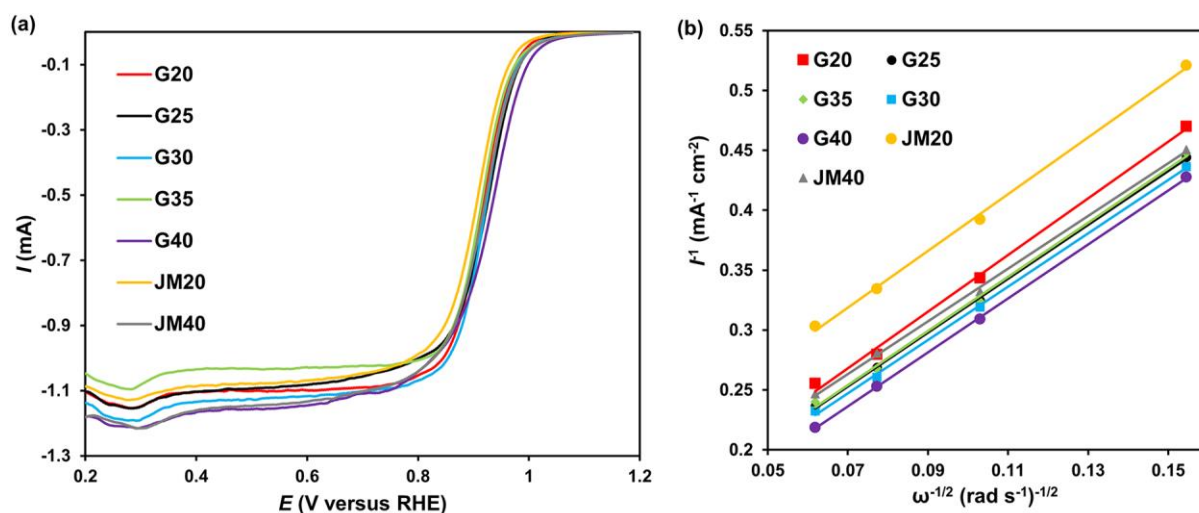 (a)
-0.1
-0.3
-0.5
-0.7
-0.9
-1.1
-1.3
I (mA)
G20
G25
G30
G35
G40
JM20
JM40
0.2
0.4
0.6
0.8
1
1.2
E (V versus RHE)
(b)
0.55
0.5
0.45
0.4
0.35
0.3
0.25
0.2
I⁻¹ (mA⁻¹ cm⁻²)
G20 G25
G35 G30
G40 JM20
JM40
0.05 0.07 0.09 0.11 0.13 0.15
ω⁻¹/² (rad s⁻¹)⁻¹/²